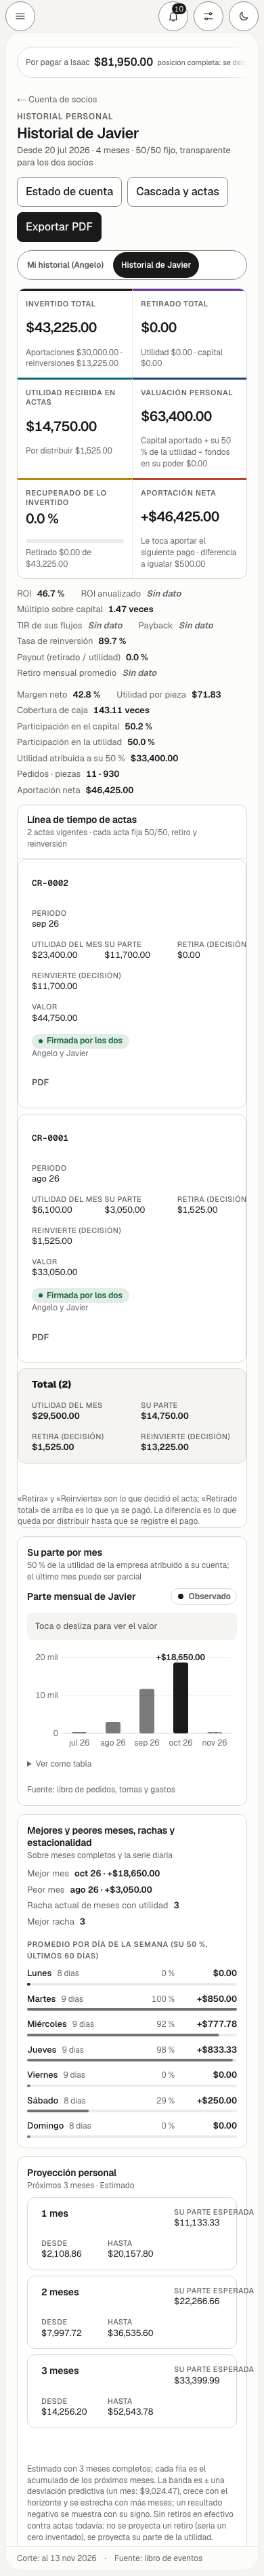 10
Por pagar a Isaac $81,950.00 posición completa: se deb
← Cuenta de socios
HISTORIAL PERSONAL
Historial de Javier
Desde 20 jul 2026 · 4 meses · 50/50 fijo, transparente
para los dos socios
Estado de cuenta
Cascada y actas
Exportar PDF
Mi historial (Angelo)
Historial de Javier
INVERTIDO TOTAL
$43,225.00
Aportaciones $30,000.00 ·
reinversiones $13,225.00
RETIRADO TOTAL
$0.00
Utilidad $0.00 · capital
$0.00
UTILIDAD RECIBIDA EN
ACTAS
$14,750.00
Por distribuir $1,525.00
VALUACIÓN PERSONAL
$63,400.00
Capital aportado + su 50
% de la utilidad − fondos
en su poder $0.00
RECUPERADO DE LO
INVERTIDO
0.0 %
Retirado $0.00 de
$43,225.00
APORTACIÓN NETA
+$46,425.00
Le toca aportar el
siguiente pago · diferencia
a igualar $500.00
ROI 46.7 % ROI anualizado Sin dato
Múltiplo sobre capital 1.47 veces
TIR de sus flujos Sin dato Payback Sin dato
Tasa de reinversión 89.7 %
Payout (retirado / utilidad) 0.0 %
Retiro mensual promedio Sin dato
Margen neto 42.8 % Utilidad por pieza $71.83
Cobertura de caja 143.11 veces
Participación en el capital 50.2 %
Participación en la utilidad 50.0 %
Utilidad atribuida a su 50 % $33,400.00
Pedidos · piezas 11 · 930
Aportación neta $46,425.00
Línea de tiempo de actas
2 actas vigentes · cada acta fija 50/50, retiro y
reinversión
CR-0002
PERIODO
sep 26
UTILIDAD DEL MES SU PARTE RETIRA (DECISIÓN
$23,400.00 $11,700.00 $0.00
REINVIERTE (DECISIÓN)
$11,700.00
VALOR
$44,750.00
Firmada por los dos
Angelo y Javier
PDF
CR-0001
PERIODO
ago 26
UTILIDAD DEL MES SU PARTE RETIRA (DECISIÓN
$6,100.00 $3,050.00 $1,525.00
REINVIERTE (DECISIÓN)
$1,525.00
VALOR
$33,050.00
Firmada por los dos
Angelo y Javier
PDF
Total (2)
UTILIDAD DEL MES SU PARTE
$29,500.00 $14,750.00
RETIRA (DECISIÓN) REINVIERTE (DECISIÓN)
$1,525.00 $13,225.00
«Retira» y «Reinvierte» son lo que decidió el acta; «Retirado
total» de arriba es lo que ya se pagó. La diferencia es lo que
queda por distribuir hasta que se registre el pago.
Su parte por mes
50 % de la utilidad de la empresa atribuido a su cuenta;
el último mes puede ser parcial
Parte mensual de Javier
Observado
Toca o desliza para ver el valor
+$18,650.00
20 mil
10 mil
0
jul 26 ago 26 sep 26 oct 26 nov 26
Ver como tabla
Fuente: libro de pedidos, tomas y gastos
Mejores y peores meses, rachas y
estacionalidad
Sobre meses completos y la serie diaria
Mejor mes oct 26 · +$18,650.00
Peor mes ago 26 · +$3,050.00
Racha actual de meses con utilidad 3
Mejor racha 3
PROMEDIO POR DÍA DE LA SEMANA (SU 50 %,
ÚLTIMOS 60 DÍAS)
Lunes 8 días 0 % $0.00
Martes 9 días 100 % +$850.00
Miércoles 9 días 92 % +$777.78
Jueves 9 días 98 % +$833.33
Viernes 8 días 0 % $0.00
Sábado 8 días 29 % +$250.00
Domingo 8 días 0 % $0.00
Proyección personal
Próximos 3 meses · Estimado
1 mes
SU PARTE ESPERADA
$11,133.33
DESDE HASTA
$2,108.86 $20,157.80
2 meses
SU PARTE ESPERADA
$22,266.66
DESDE HASTA
$7,997.72 $36,535.60
3 meses
SU PARTE ESPERADA
$33,399.99
DESDE HASTA
$14,256.20 $52,543.78
Estimado con 3 meses completos; cada fila es el
acumulado de los próximos meses. La banda es ± una
desviación predictiva (un mes: $9,024.47), crece con el
horizonte y se estrecha con más meses; un resultado
negativo se muestra con su signo. Sin retiros en efectivo
contra actas todavía: no se proyecta un retiro (sería un
cero inventado), se proyecta su parte de la utilidad.
Corte: al 13 nov 2026 · Fuente: libro de eventos